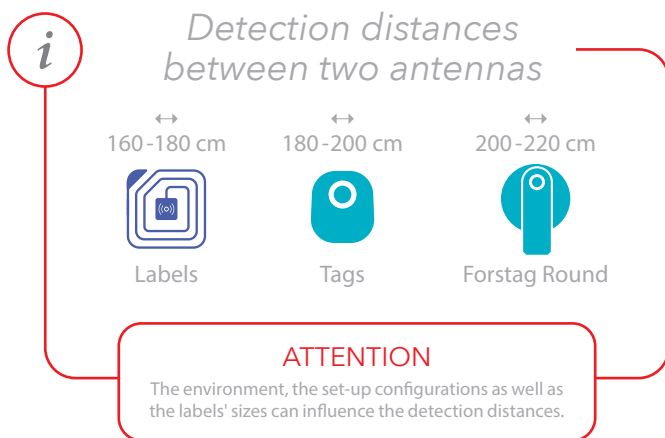 i
Detection distances
between two antennas
↔ ↔ ↔
160-180 cm 180-200 cm 200-220 cm
Labels Tags Forstag Round
ATTENTION
The environment, the set-up configurations as well as
the labels' sizes can influence the detection distances.